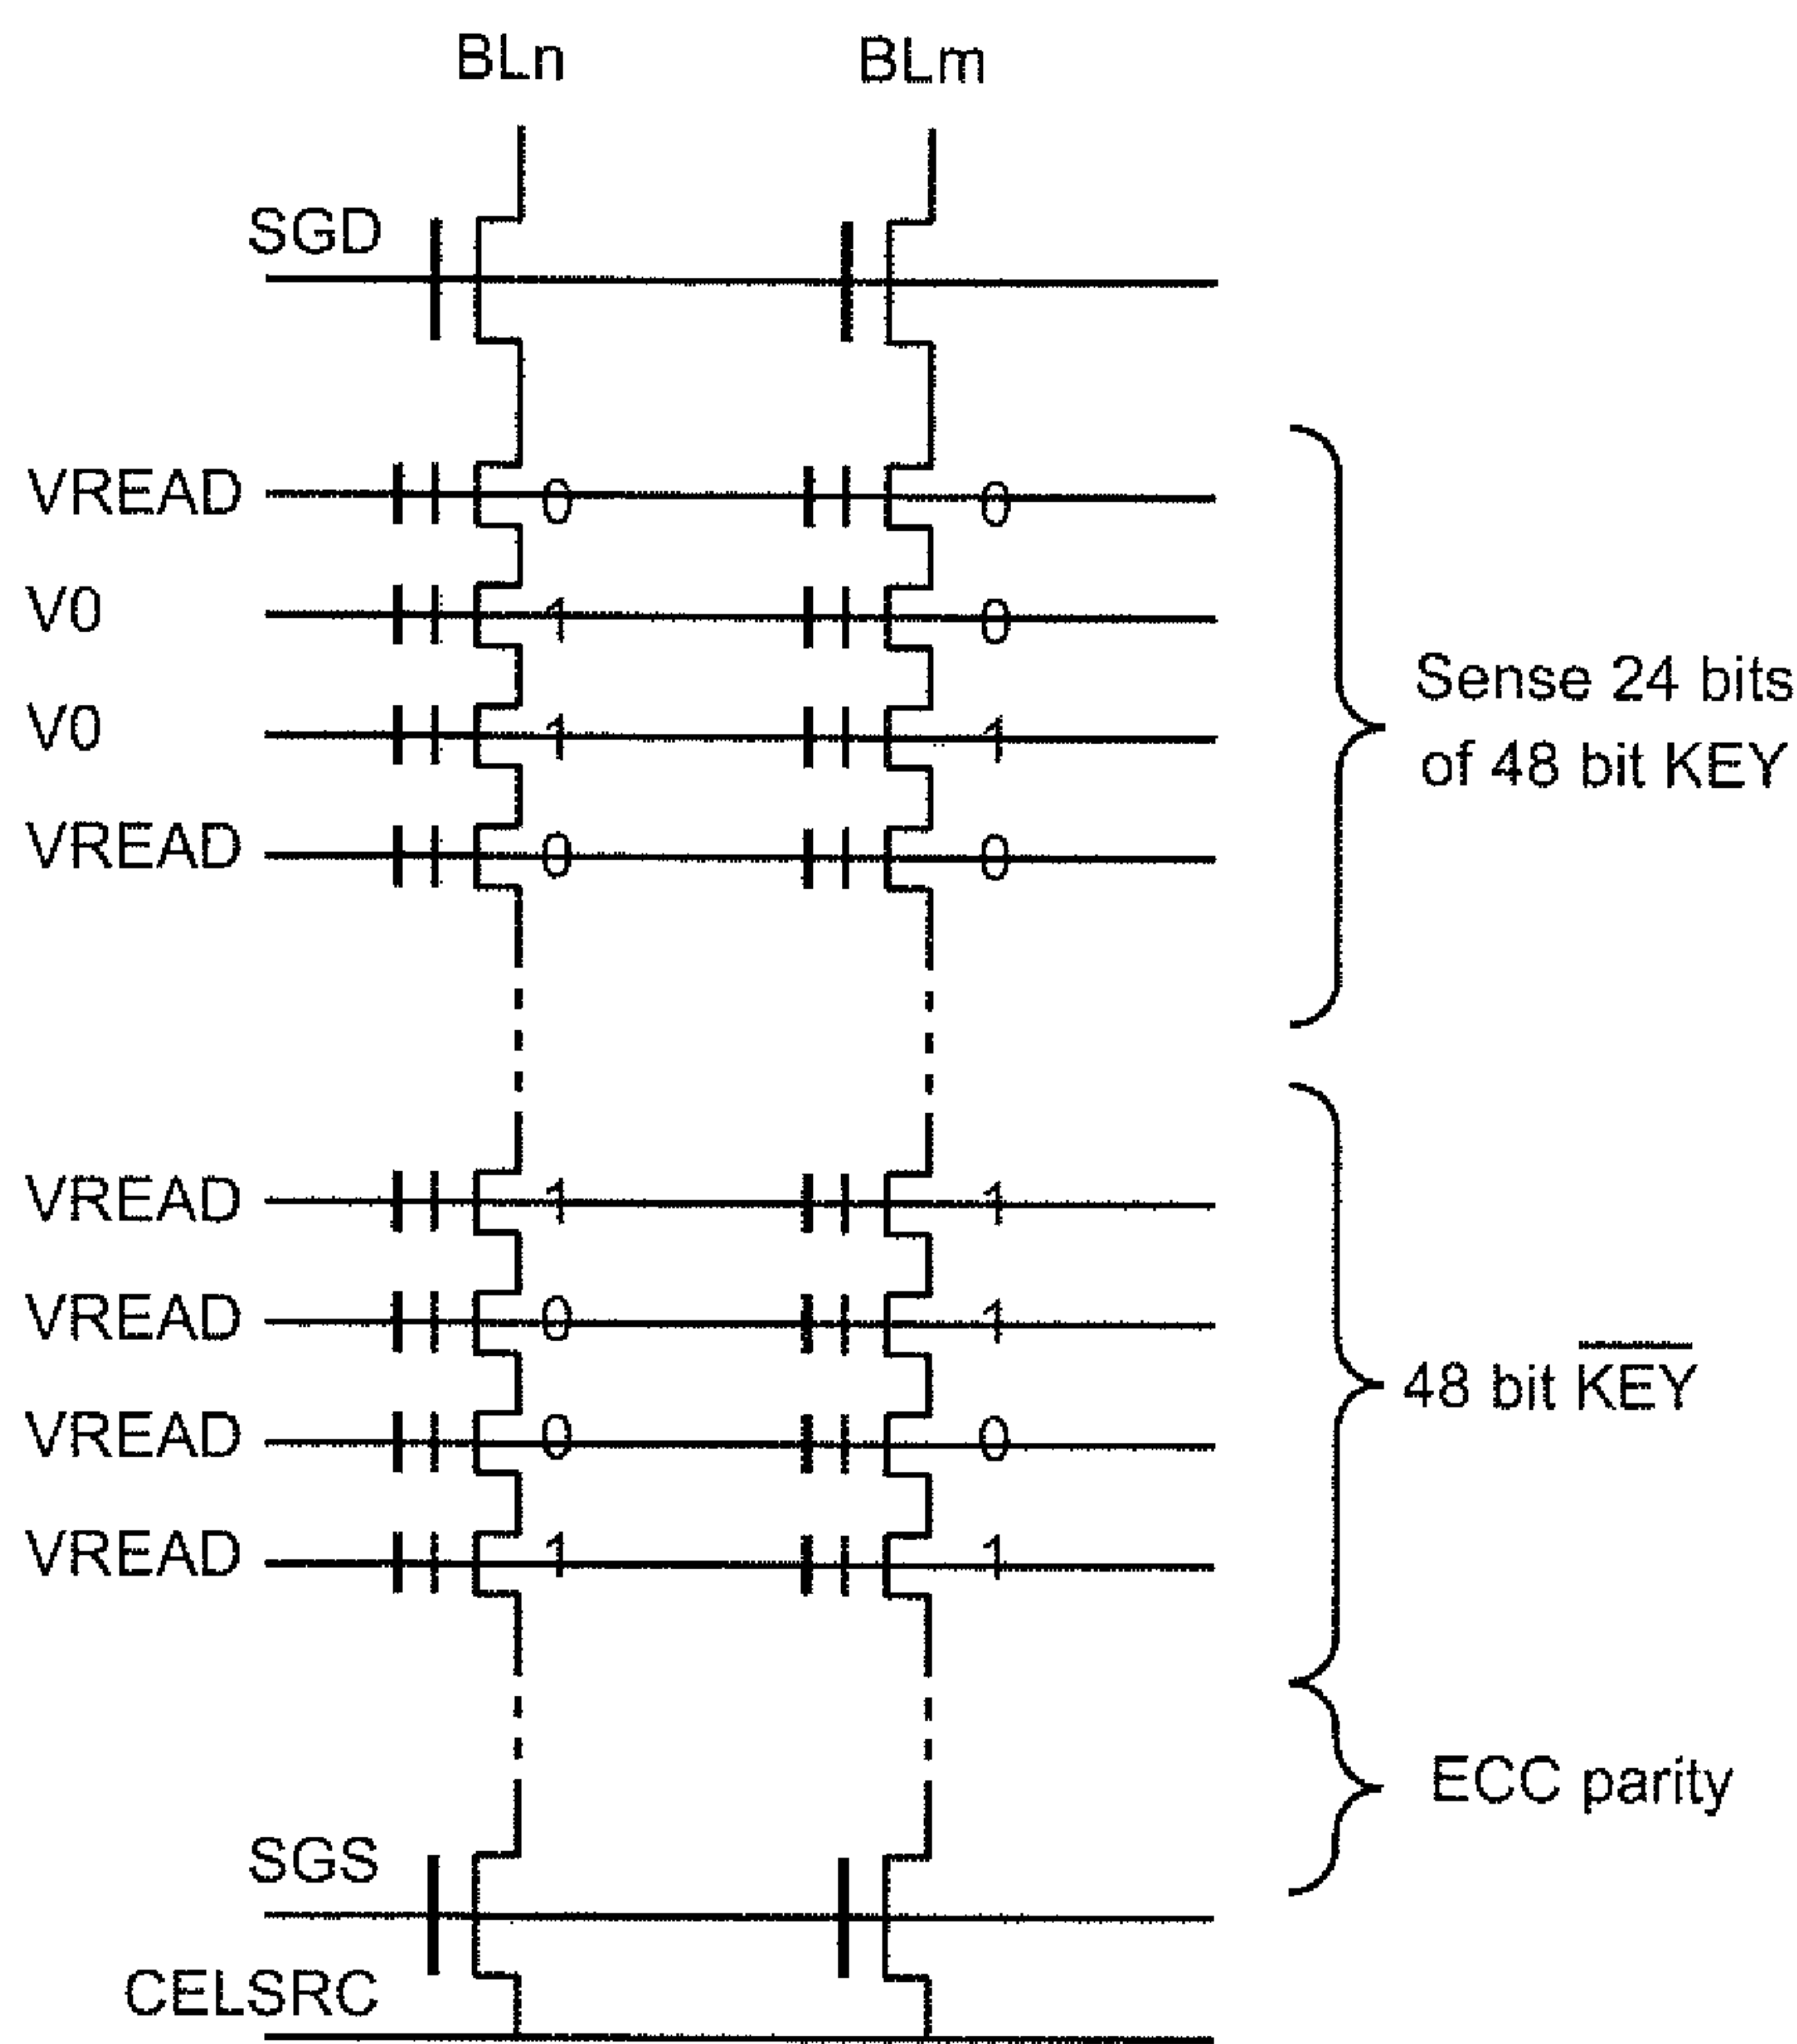 BLn BLm
SGD
VREAD 0 0
V0 1 0
V0 1 1
VREAD 0 0
Sense 24 bits
of 48 bit KEY
VREAD 1 1
VREAD 0 1
VREAD 0 0
VREAD 1 1
48 bit K̅E̅Y̅
ECC parity
SGS
CELSRC